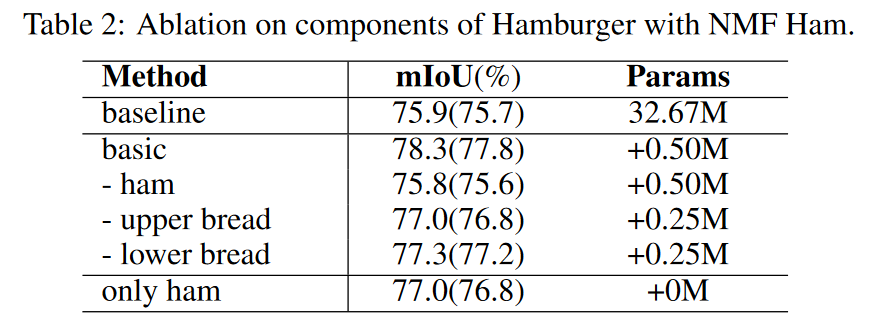 Table 2: Ablation on components of Hamburger with NMF Ham.
Method mIoU(%) Params
baseline 75.9(75.7) 32.67M
basic 78.3(77.8) +0.50M
- ham 75.8(75.6) +0.50M
- upper bread 77.0(76.8) +0.25M
- lower bread 77.3(77.2) +0.25M
only ham 77.0(76.8) +0M